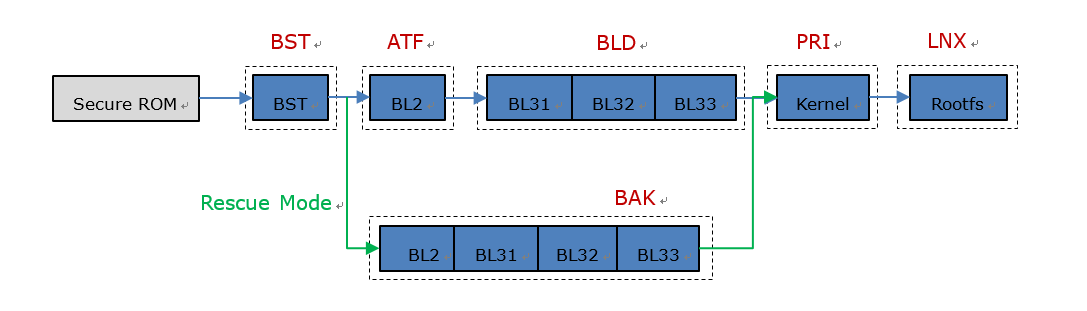 BST ATF BLD PRI LNX
Secure ROM BST BL2 BL31 BL32 BL33 Kernel Rootfs
Rescue Mode BAK
BL2 BL31 BL32 BL33